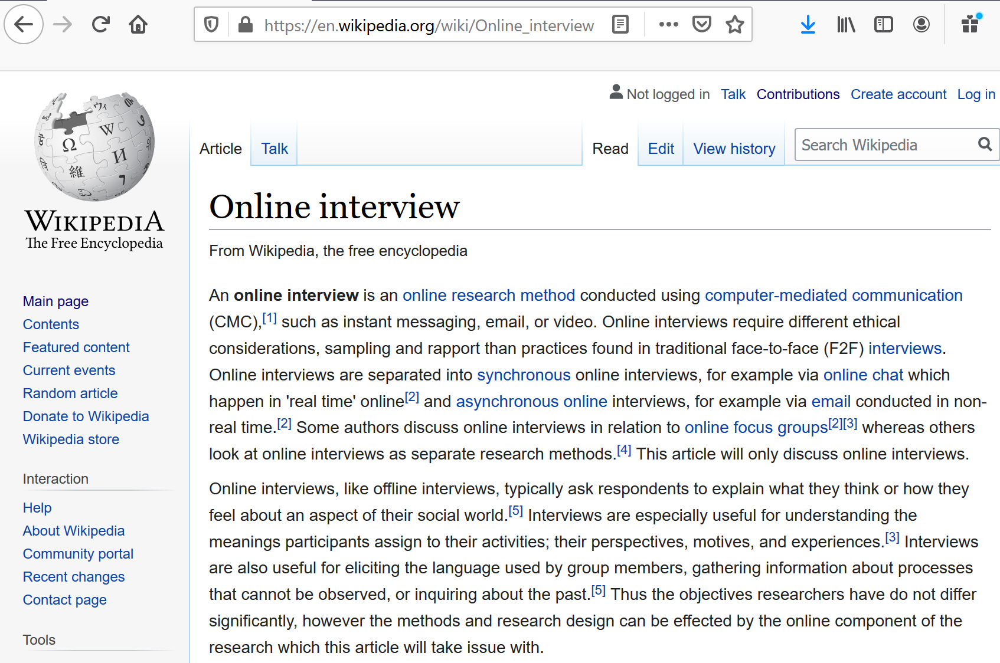 https://en.wikipedia.org/wiki/Online_interview
Not logged in Talk Contributions Create account Log in
Article Talk Read Edit View history Search Wikipedia
Ω W И 維 ウィ
WIKIPEDIA
The Free Encyclopedia
Main page
Contents
Featured content
Current events
Random article
Donate to Wikipedia
Wikipedia store
Interaction
Help
About Wikipedia
Community portal
Recent changes
Contact page
Tools
Online interview
From Wikipedia, the free encyclopedia
An online interview is an online research method conducted using computer-mediated communication
(CMC),[1] such as instant messaging, email, or video. Online interviews require different ethical
considerations, sampling and rapport than practices found in traditional face-to-face (F2F) interviews.
Online interviews are separated into synchronous online interviews, for example via online chat which
happen in 'real time' online[2] and asynchronous online interviews, for example via email conducted in non-
real time.[2] Some authors discuss online interviews in relation to online focus groups[2][3] whereas others
look at online interviews as separate research methods.[4] This article will only discuss online interviews.
Online interviews, like offline interviews, typically ask respondents to explain what they think or how they
feel about an aspect of their social world.[5] Interviews are especially useful for understanding the
meanings participants assign to their activities; their perspectives, motives, and experiences.[3] Interviews
are also useful for eliciting the language used by group members, gathering information about processes
that cannot be observed, or inquiring about the past.[5] Thus the objectives researchers have do not differ
significantly, however the methods and research design can be effected by the online component of the
research which this article will take issue with.